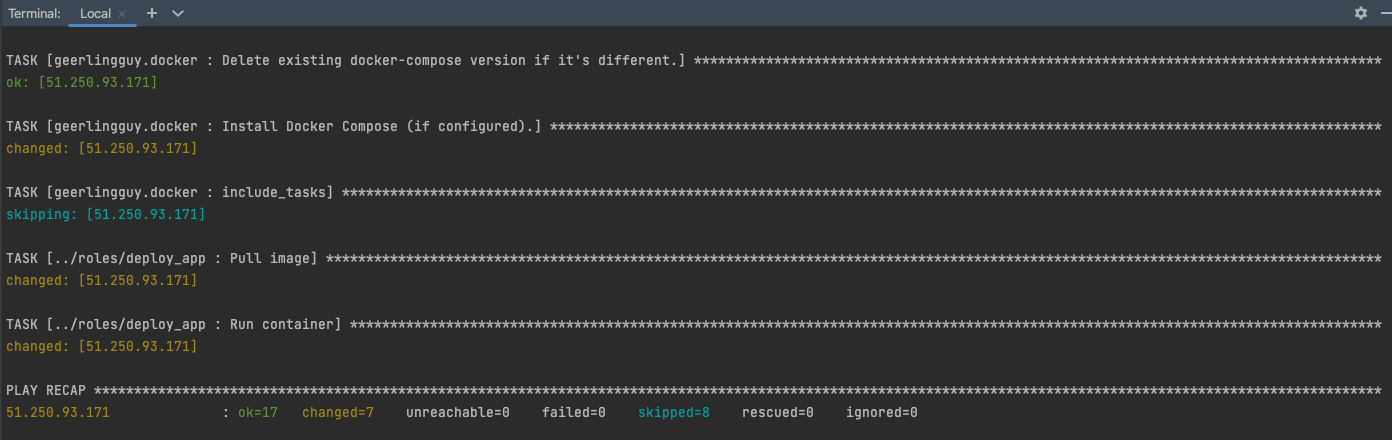 Terminal: Local × + 
TASK [geerlingguy.docker : Delete existing docker-compose version if it's different.] **************************************************************************************
ok: [51.250.93.171]
TASK [geerlingguy.docker : Install Docker Compose (if configured).] ********************************************************************************************************
changed: [51.250.93.171]
TASK [geerlingguy.docker : include_tasks] **********************************************************************************************************************************
skipping: [51.250.93.171]
TASK [../roles/deploy_app : Pull image] ************************************************************************************************************************************
changed: [51.250.93.171]
TASK [../roles/deploy_app : Run container] *********************************************************************************************************************************
changed: [51.250.93.171]
PLAY RECAP *****************************************************************************************************************************************************************
51.250.93.171              : ok=17   changed=7    unreachable=0    failed=0    skipped=8    rescued=0    ignored=0